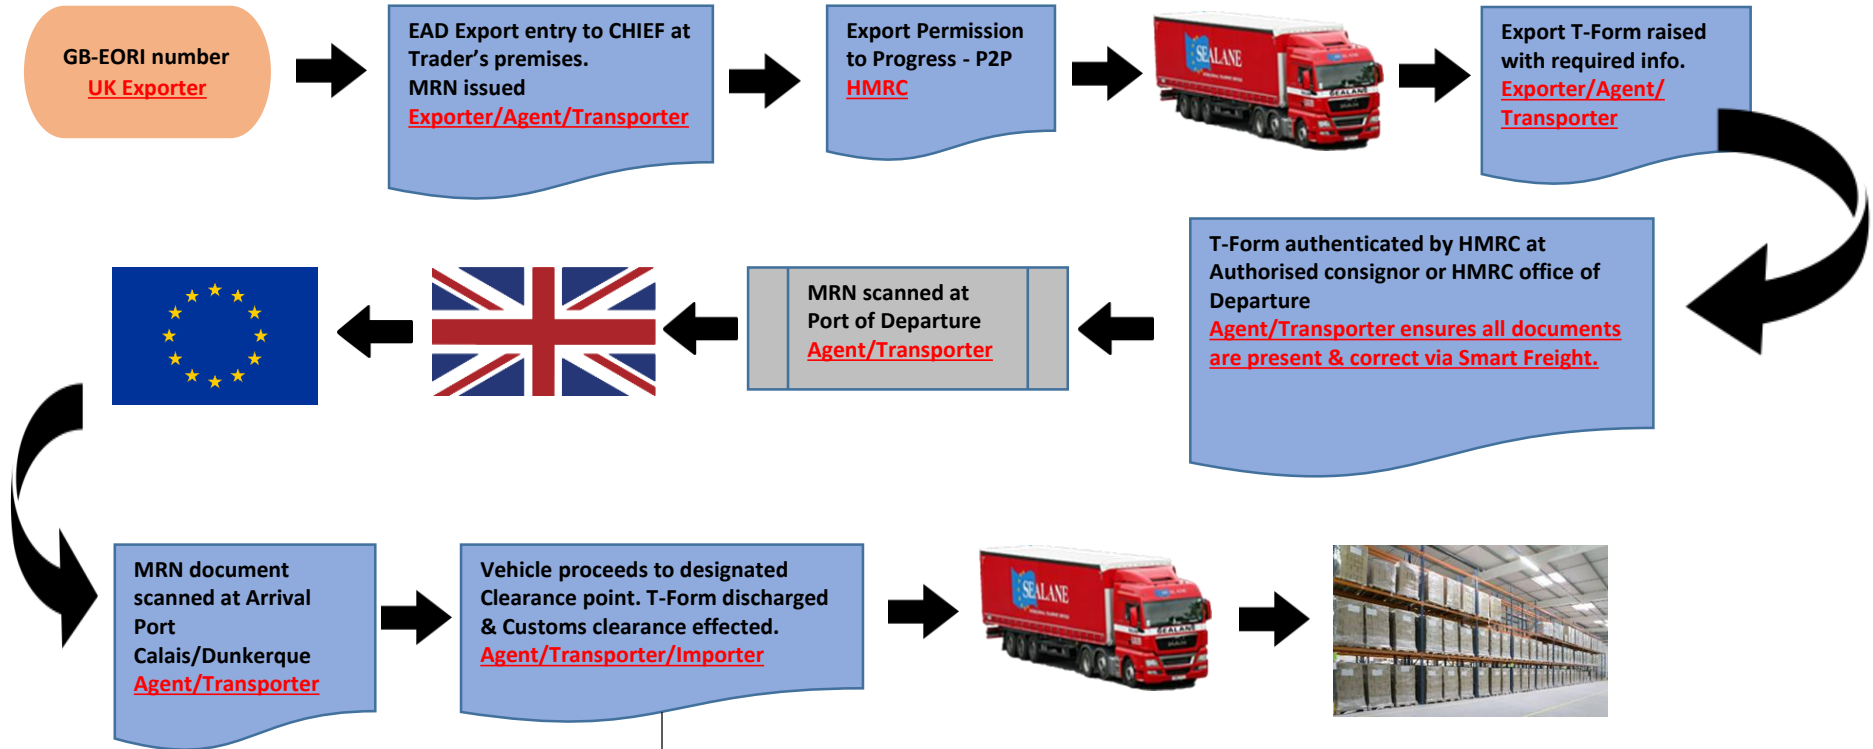 GB-EORI number
UK Exporter
EAD Export entry to CHIEF at
Trader's premises.
MRN issued
Exporter/Agent/Transporter
Export Permission
to Progress - P2P
HMRC
SEALANE
SEALANE
Export T-Form raised
with required info.
Exporter/Agent/
Transporter
T-Form authenticated by HMRC at
Authorised consignor or HMRC office of
Departure
Agent/Transporter ensures all documents
are present & correct via Smart Freight.
MRN scanned at
Port of Departure
Agent/Transporter
MRN document
scanned at Arrival
Port
Calais/Dunkerque
Agent/Transporter
Vehicle proceeds to designated
Clearance point. T-Form discharged
& Customs clearance effected.
Agent/Transporter/Importer
SEALANE
SEALANE